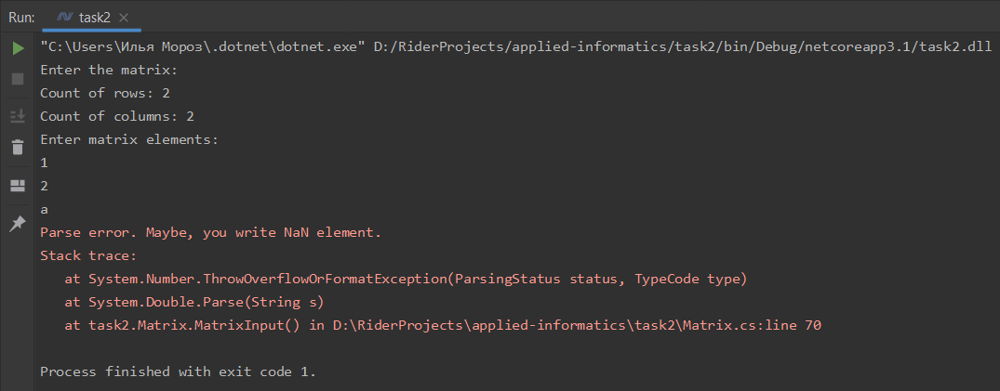 Run: task2
"C:\Users\Илья Мороз\.dotnet\dotnet.exe" D:/RiderProjects/applied-informatics/task2/bin/Debug/netcoreapp3.1/task2.dll
Enter the matrix:
Count of rows: 2
Count of columns: 2
Enter matrix elements:
1
2
a
Parse error. Maybe, you write NaN element.
Stack trace:
   at System.Number.ThrowOverflowOrFormatException(ParsingStatus status, TypeCode type)
   at System.Double.Parse(String s)
   at task2.Matrix.MatrixInput() in D:\RiderProjects\applied-informatics\task2\Matrix.cs:line 70
Process finished with exit code 1.